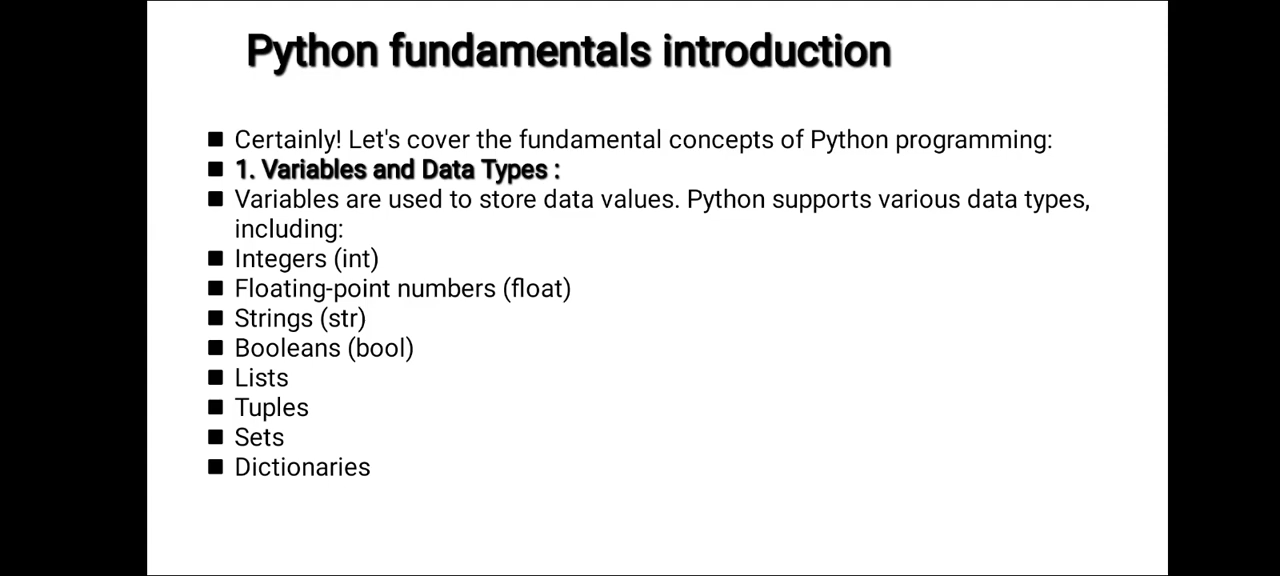 Python fundamentals introduction
Certainly! Let's cover the fundamental concepts of Python programming:
1. Variables and Data Types :
Variables are used to store data values. Python supports various data types,
including:
Integers (int)
Floating-point numbers (float)
Strings (str)
Booleans (bool)
Lists
Tuples
Sets
Dictionaries